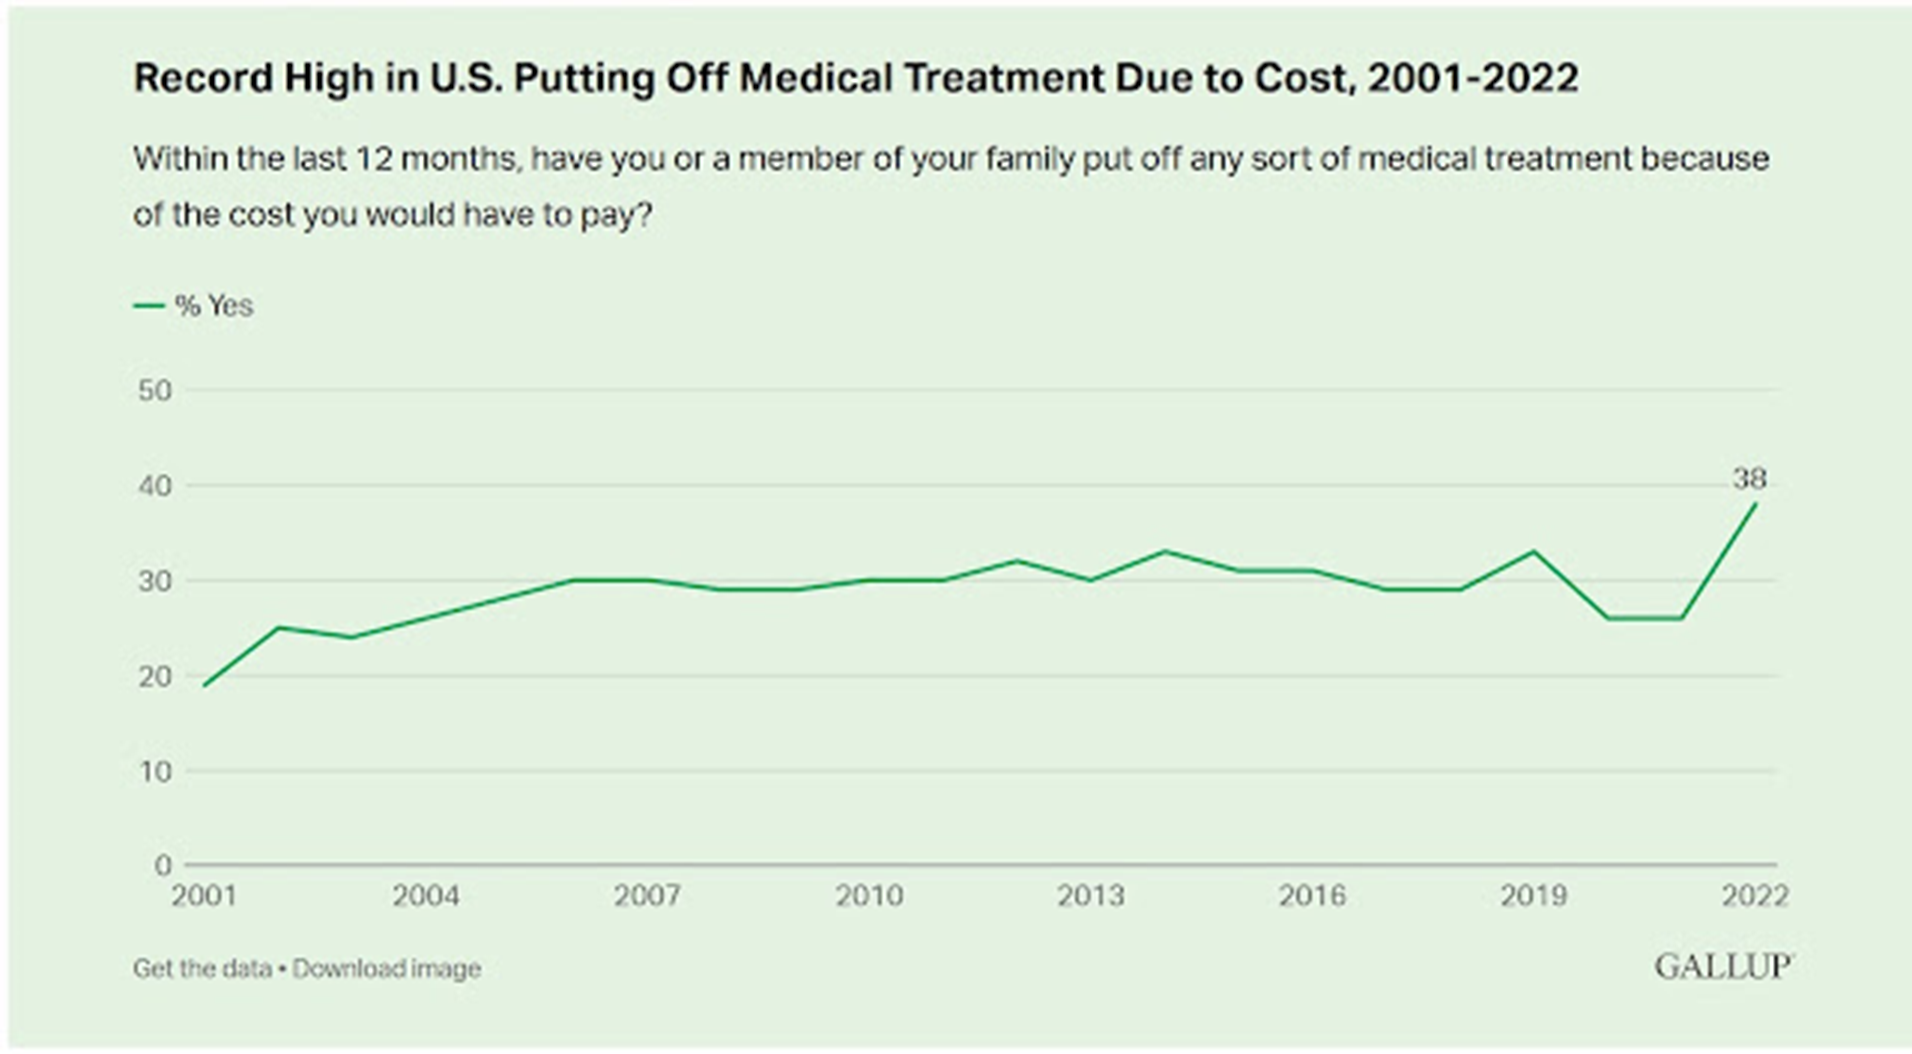 Record High in U.S. Putting Off Medical Treatment Due to Cost, 2001-2022
Within the last 12 months, have you or a member of your family put off any sort of medical treatment because
of the cost you would have to pay?
% Yes
50
40
38
30
20
10
0
2001 2004 2007 2010 2013 2016 2019 2022
Get the data • Download image
GALLUP